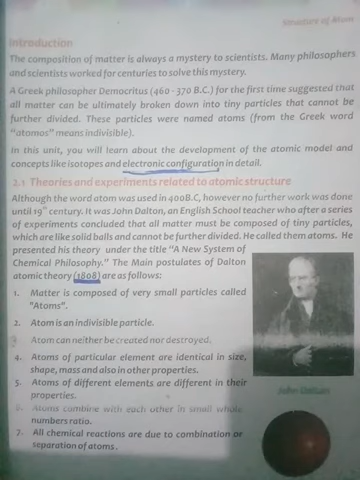 Structure of Atom
Introduction
The composition of matter is always a mystery to scientists. Many philosophers
and scientists worked for centuries to solve this mystery.
A Greek philosopher Democritus (460 - 370 B.C.) for the first time suggested that
all matter can be ultimately broken down into tiny particles that cannot be
further divided. These particles were named atoms (from the Greek word
"atomos" means indivisible).
In this unit, you will learn about the development of the atomic model and
concepts like isotopes and electronic configuration in detail.
2.1 Theories and experiments related to atomic structure
Although the word atom was used in 400B.C, however no further work was done
until 19th century. It was John Dalton, an English School teacher who after a series
of experiments concluded that all matter must be composed of tiny particles,
which are like solid balls and cannot be further divided. He called them atoms. He
presented his theory under the title "A New System of
Chemical Philosophy." The Main postulates of Dalton
atomic theory (1808) are as follows:
1. Matter is composed of very small particles called
"Atoms".
2. Atom is an indivisible particle.
3 Atom can neither be created nor destroyed.
4. Atoms of particular element are identical in size,
shape, mass and also in other properties.
5. Atoms of different elements are different in their
properties.
6. Atoms combine with each other in small whole
numbers ratio.
7. All chemical reactions are due to combination or
separation of atoms.
John Dalton